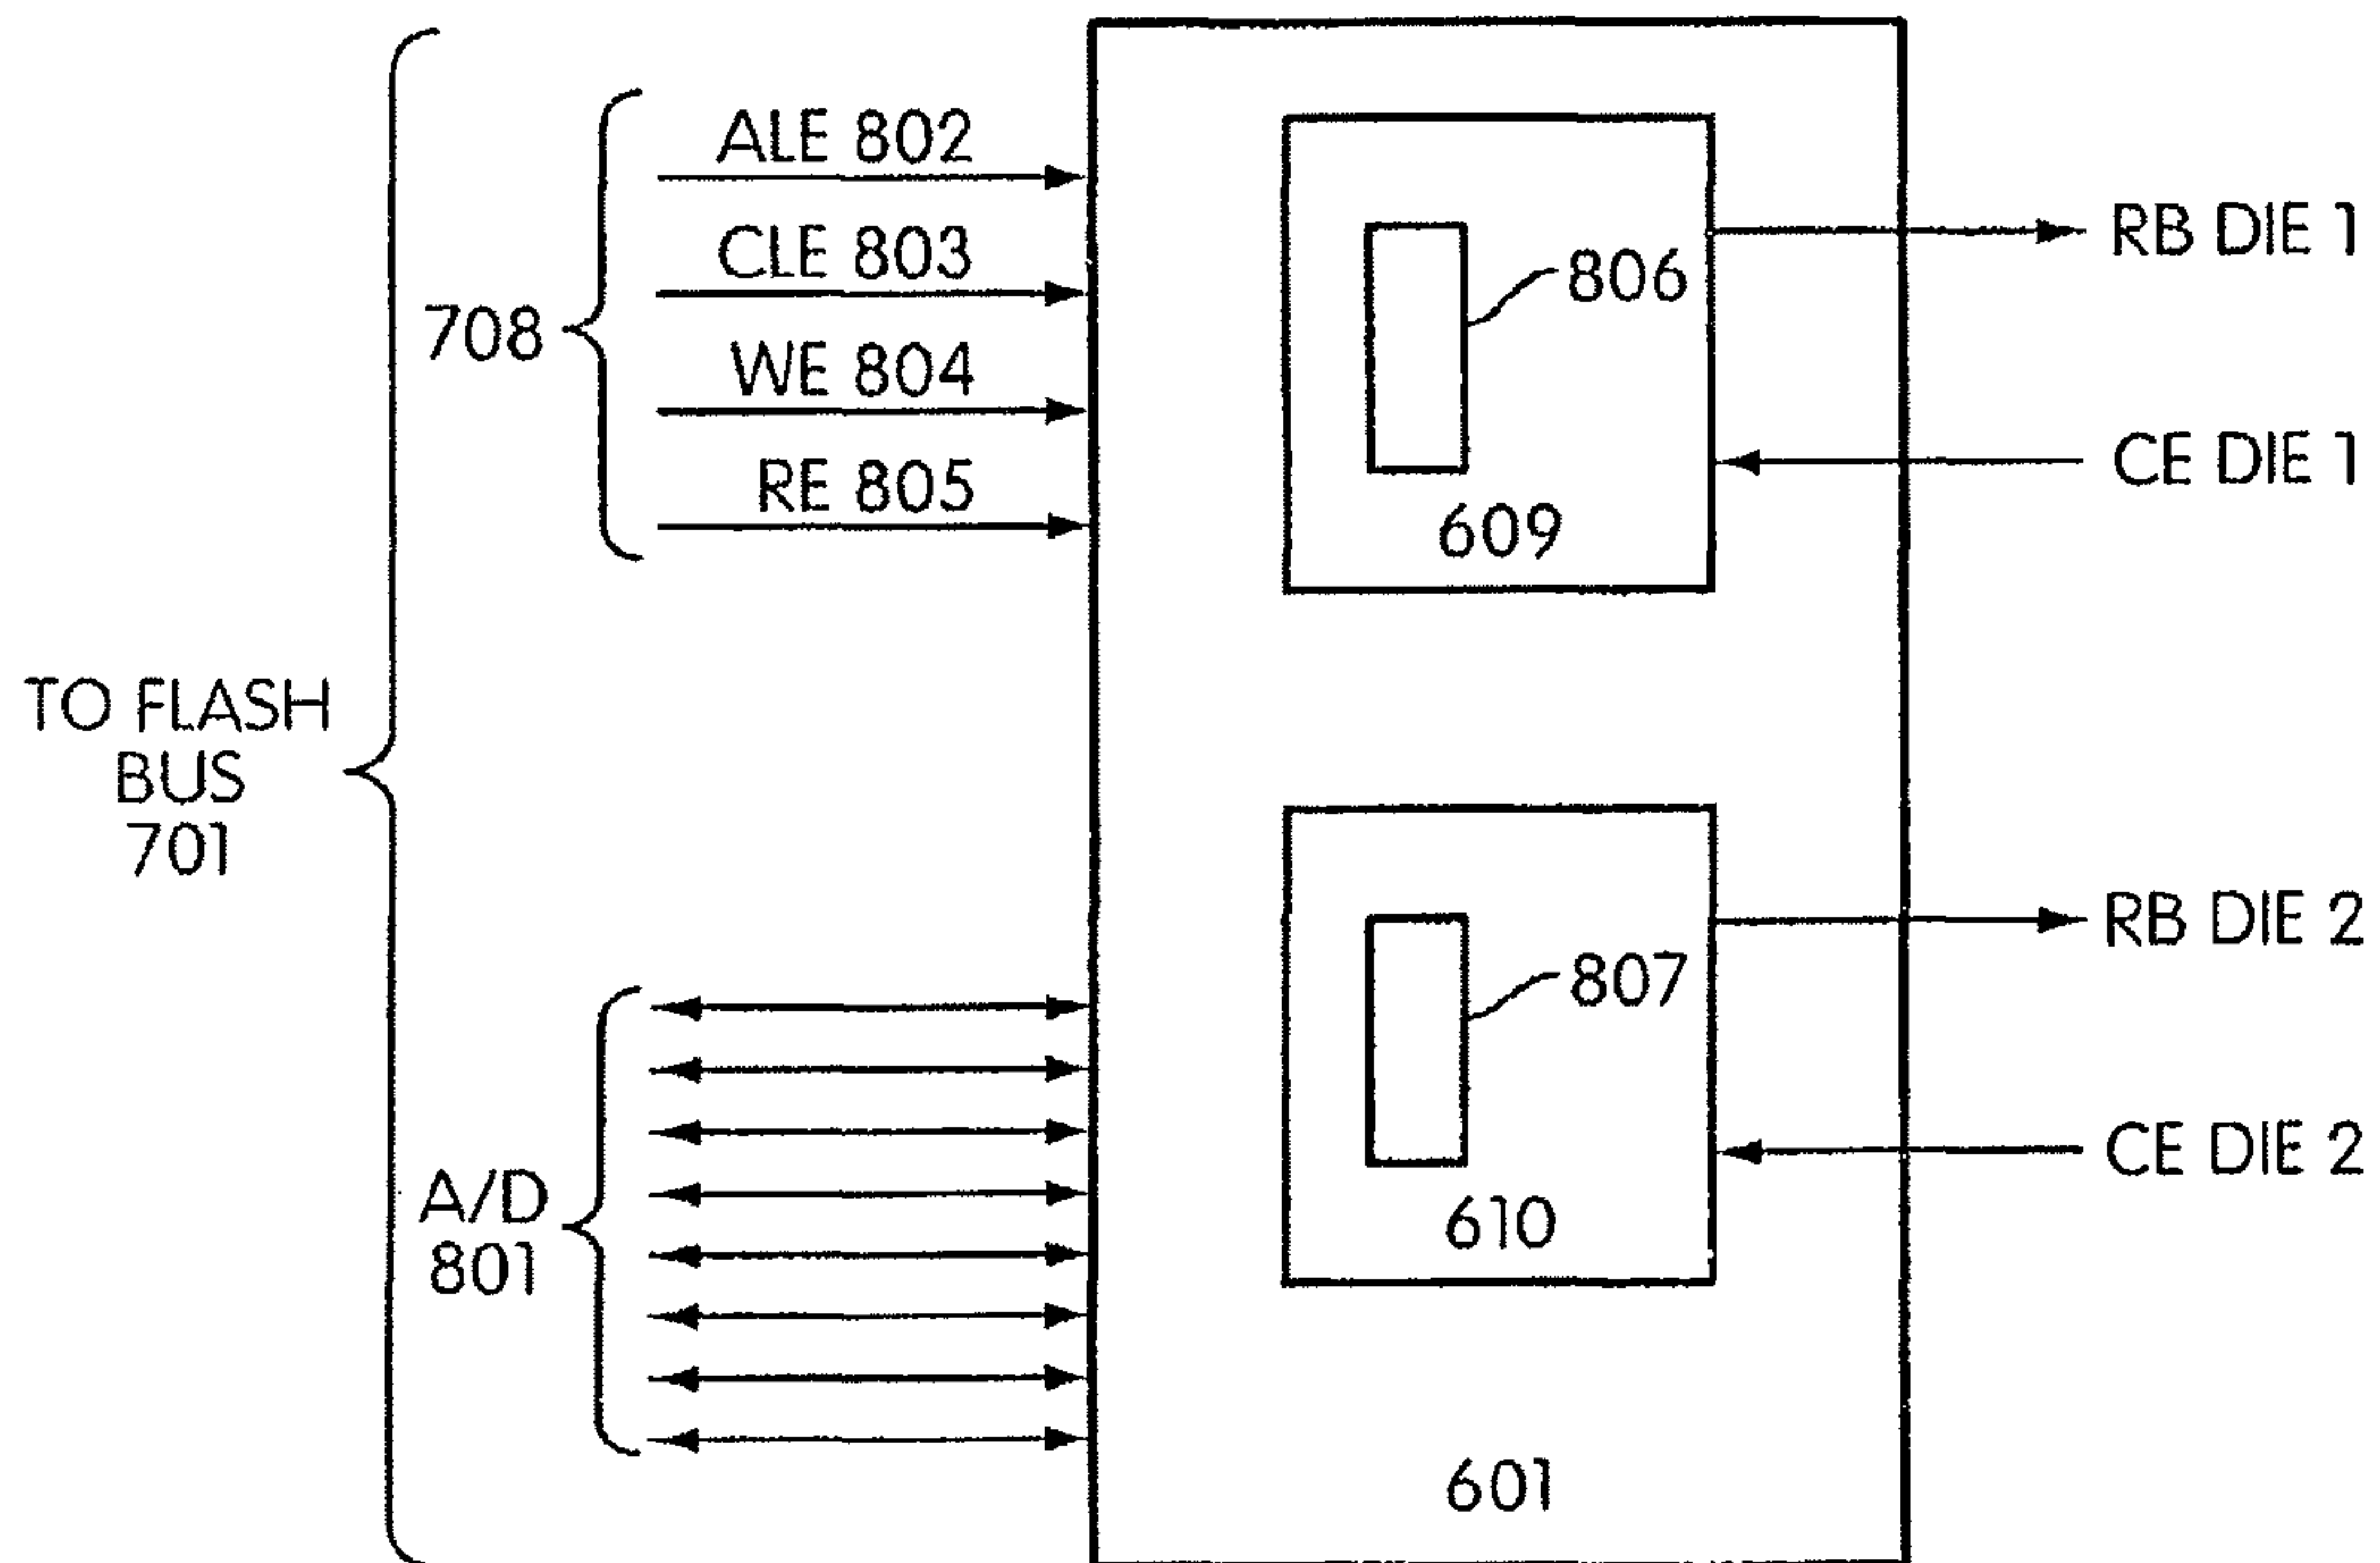 ALE 802
CLE 803
WE 804
RE 805
708
TO FLASH
BUS
701
A/D
801
806
609
807
610
601
RB DIE 1
CE DIE 1
RB DIE 2
CE DIE 2